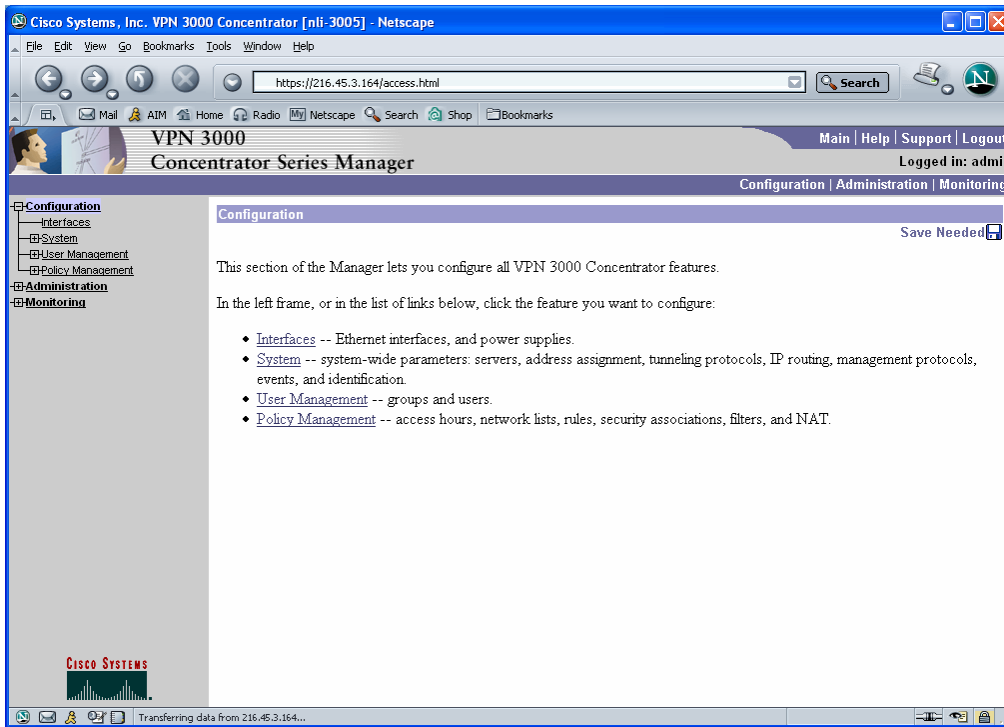 Cisco Systems, Inc. VPN 3000 Concentrator [nli-3005] - Netscape
File Edit View Go Bookmarks Tools Window Help
https://216.45.3.164/access.html
Search
Mail AIM Home Radio My Netscape Search Shop Bookmarks
VPN 3000
Concentrator Series Manager
Main | Help | Support | Logout
Logged in: admi
Configuration | Administration | Monitoring
Configuration
Interfaces
System
User Management
Policy Management
Administration
Monitoring
Configuration
Save Needed
This section of the Manager lets you configure all VPN 3000 Concentrator features.
In the left frame, or in the list of links below, click the feature you want to configure:
Interfaces -- Ethernet interfaces, and power supplies.
System -- system-wide parameters: servers, address assignment, tunneling protocols, IP routing, management protocols,
events, and identification.
User Management -- groups and users.
Policy Management -- access hours, network lists, rules, security associations, filters, and NAT.
Cisco Systems
Transferring data from 216.45.3.164...